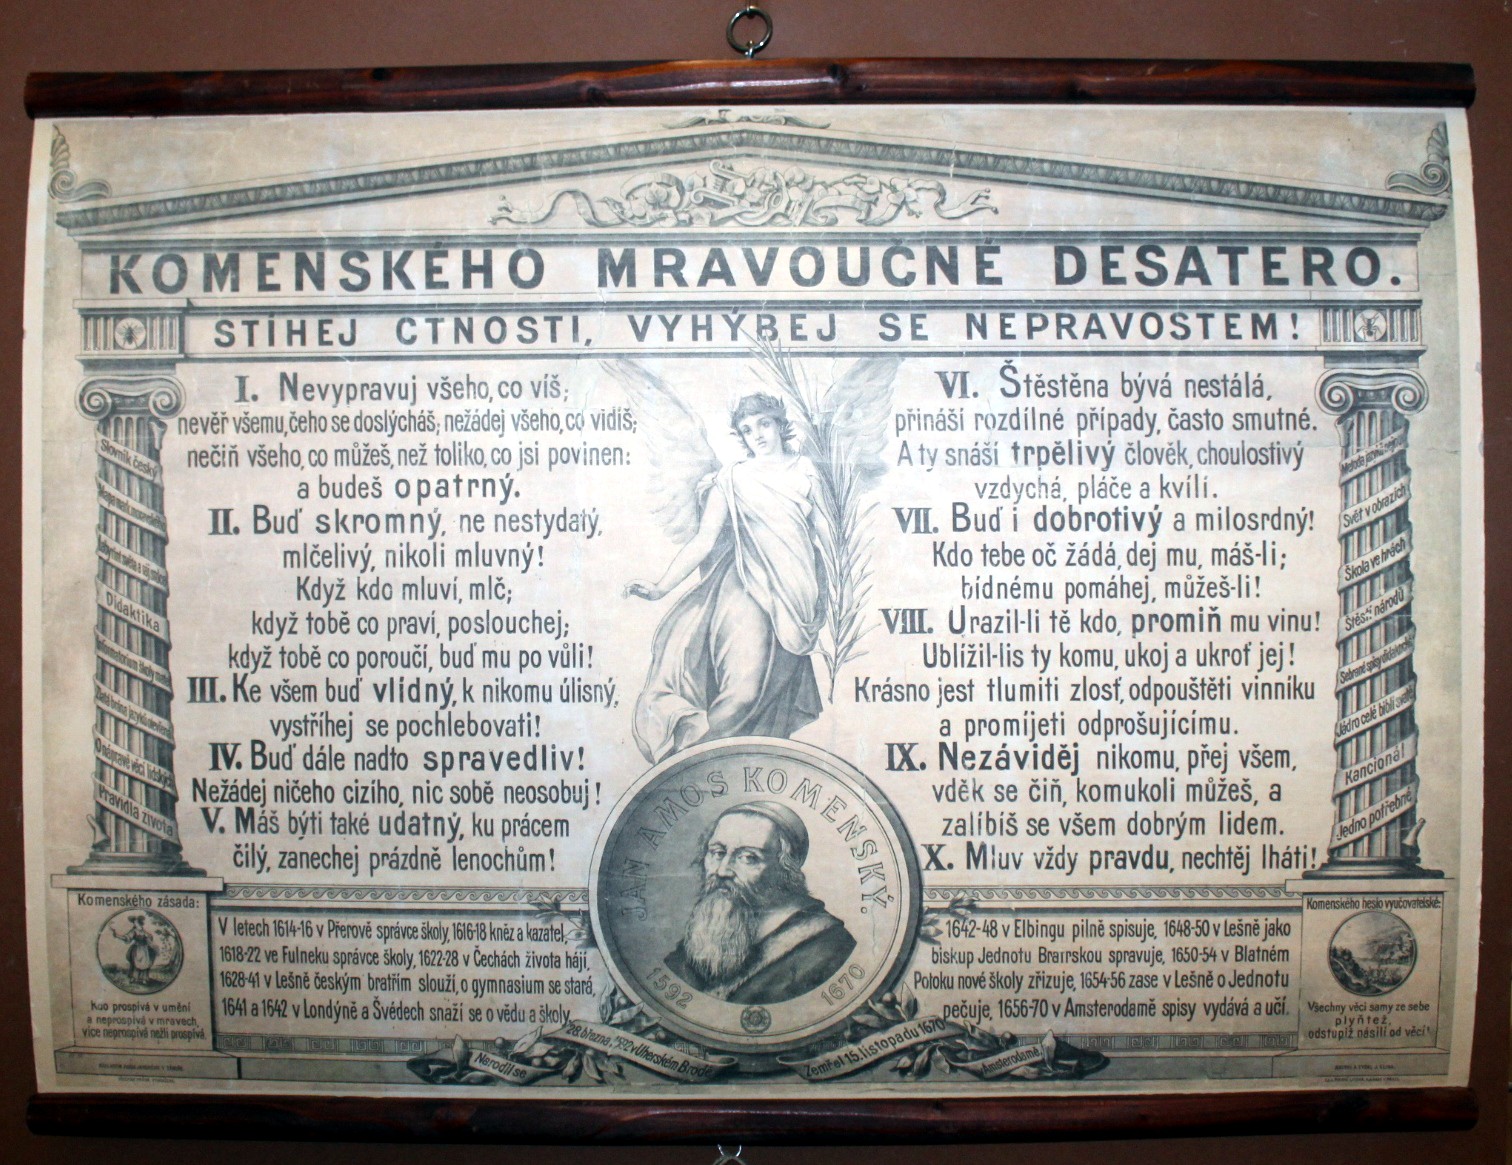 KOMENSKÉHO MRAVOUČNÉ DESATERO.
STÍHEJ CTNOSTI, VYHÝBEJ SE NEPRAVOSTEM!
I. Nevypravuj všeho, co víš;
nevěř všemu, čeho se doslýcháš; nežádej všeho, co vidíš;
nečiň všeho, co můžeš, než toliko, co jsi povinen:
a budeš opatrný.
II. Buď skromný, ne nestydatý,
mlčelivý, nikoli mluvný!
Když kdo mluví, mlč;
když tobě co praví, poslouchej;
když tobě co poroučí, buď mu po vůli!
III. Ke všem buď vlídný, k nikomu úlisný,
vystříhej se pochlebovati!
IV. Buď dále nadto spravedliv!
Nežádej ničeho cizího, nic sobě neosobuj!
V. Máš býti také udatný, ku prácem
čilý, zanechej prázdně lenochům!
VI. Štěstěna bývá nestálá,
přináší rozdílné případy, často smutné.
A ty snáší trpělivý člověk, choulostivý
vzdychá, pláče a kvílí.
VII. Buď i dobrotivý a milosrdný!
Kdo tebe oč žádá, dej mu, máš-li;
bídnému pomáhej, můžeš-li!
VIII. Urazil-li tě kdo, promiň mu vinu!
Ublížil-lis ty komu, ukoj a ukroť jej!
Krásno jest tlumiti zlosť, odpouštěti vinníku
a promíjeti odprošujícímu.
IX. Nezáviděj nikomu, přej všem,
vděk se čiň, komukoli můžeš, a
zalíbíš se všem dobrým lidem.
X. Mluv vždy pravdu, nechtěj lháti!
Slovník český
Didaktika
Informatorium školy mateř.
O nápravě věcí lidských
Pravidla života
Svět v obrazích
Škola ve hrách
Štěstí národů
Sebrané spisy didaktické
Jádro celé biblí svaté
Kancionál
Jedno potřebné
JAN AMOS KOMENSKÝ.
1592 1670
Komenského zásada:
Kdo prospívá v umění
a neprospívá v mravech,
více neprospívá nežli prospívá.
V letech 1614-16 v Přerově správce školy, 1616-18 kněz a kazatel,
1618-22 ve Fulneku správce školy, 1622-28 v Čechách života hájí,
1628-41 v Lešně českým bratřím slouží, o gymnasium se stará,
1641 a 1642 v Londýně a Švédech snaží se o vědu a školy,
1642-48 v Elbingu pilně spisuje, 1648-50 v Lešně jako
biskup Jednotu Bratrskou spravuje, 1650-54 v Blatném
Potoku nové školy zřizuje, 1654-56 zase v Lešně o Jednotu
pečuje, 1656-70 v Amsterodamě spisy vydává a učí.
Komenského heslo vyučovatelské:
Všechny věci samy ze sebe
plyňtež,
odstupiž násilí od věcí!
Narodil se
28. března 1592 v Uherském Brodě.
Zemřel 15. listopadu 1670
Amsterodamě.